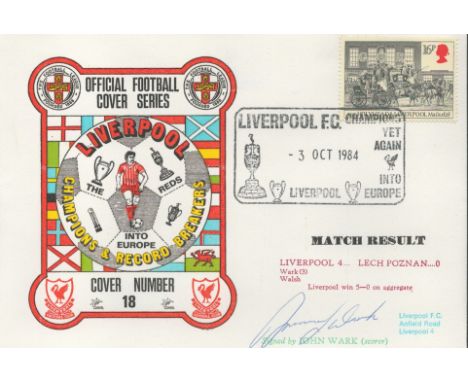 OFFICIAL FOOTBALL
COVER SERIES
LIVERPOOL
THE REDS
INTO
EUROPE
CHAMPIONS & RECORD BREAKERS
COVER NUMBER
18
16P
LIVERPOOL F.C. CHAMPIONS
YET
AGAIN
- 3 OCT 1984
INTO
LIVERPOOL
EUROPE
MATCH RESULT
LIVERPOOL 4... LECH POZNAN....0
Wark(3)
Walsh
Liverpool win 5—0 on aggregate
Signed by JOHN WARK (scorer)
Liverpool F.C.
Anfield Road
Liverpool 4